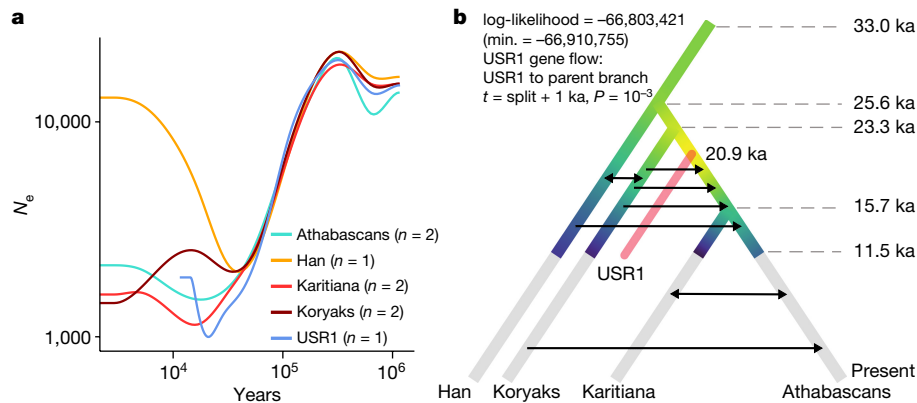 a
10,000
1,000
Nₑ
10⁴
10⁵
10⁶
Years
Athabascans (n = 2)
Han (n = 1)
Karitiana (n = 2)
Koryaks (n = 2)
USR1 (n = 1)
b
log-likelihood = –66,803,421
(min. = –66,910,755)
USR1 gene flow:
USR1 to parent branch
t = split + 1 ka, P = 10⁻³
33.0 ka
25.6 ka
23.3 ka
20.9 ka
15.7 ka
11.5 ka
USR1
Present
Han
Koryaks
Karitiana
Athabascans